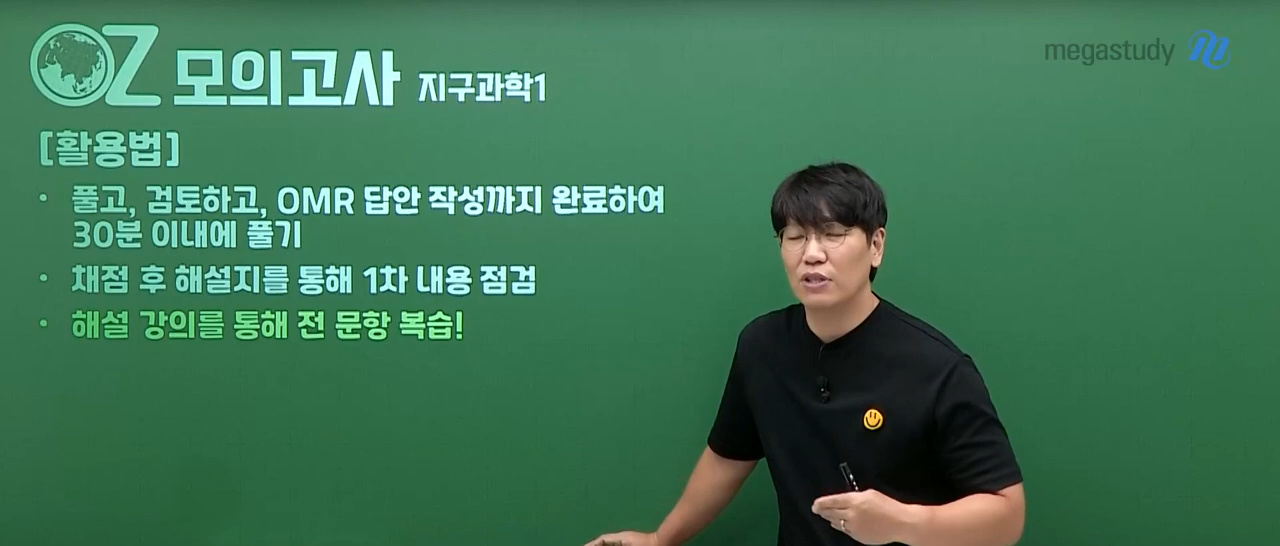 OZ 모의고사 지구과학1
megastudy
[활용법]
• 풀고, 검토하고, OMR 답안 작성까지 완료하여
30분 이내에 풀기
• 채점 후 해설지를 통해 1차 내용 점검
• 해설 강의를 통해 전 문항 복습!